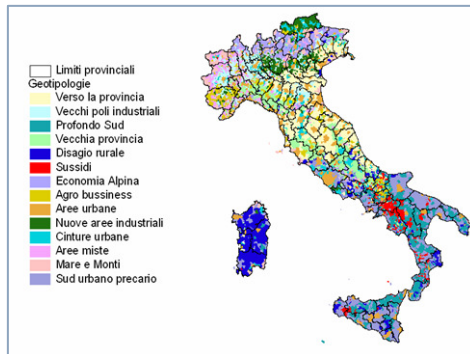 Limiti provinciali
Geotipologie
Verso la provincia
Vecchi poli industriali
Profondo Sud
Vecchia provincia
Disagio rurale
Sussidi
Economia Alpina
Agro bussiness
Aree urbane
Nuove aree industriali
Cinture urbane
Aree miste
Mare e Monti
Sud urbano precario